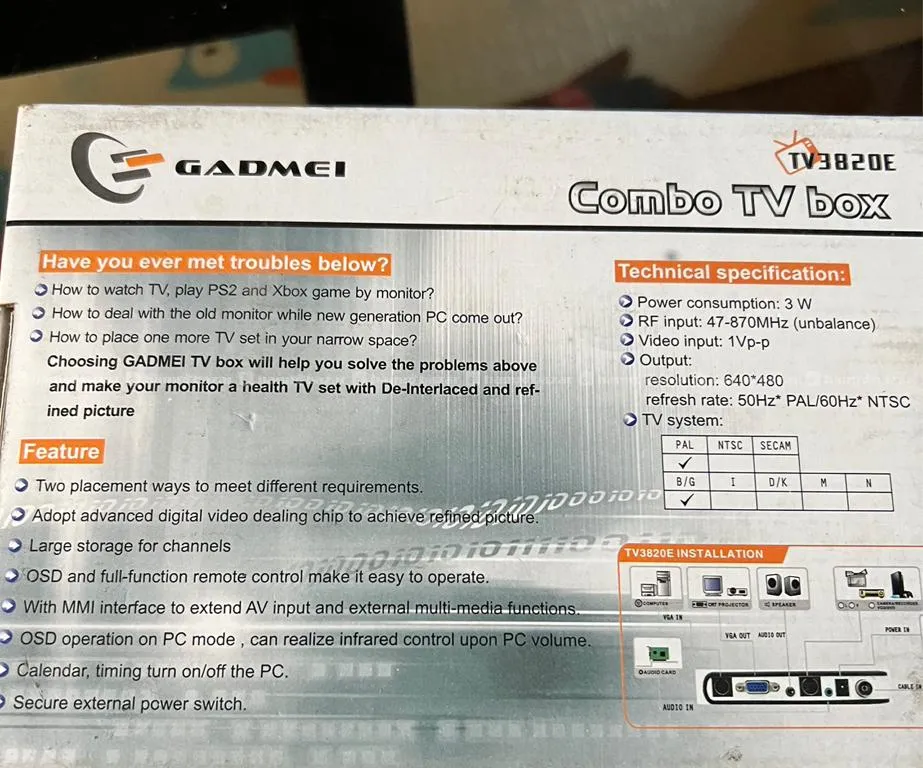 GADMEI
TV3820E
Combo TV box
Have you ever met troubles below?
How to watch TV, play PS2 and Xbox game by monitor?
How to deal with the old monitor while new generation PC come out?
How to place one more TV set in your narrow space?
Choosing GADMEI TV box will help you solve the problems above
and make your monitor a health TV set with De-Interlaced and ref-
ined picture
Feature
Two placement ways to meet different requirements.
Adopt advanced digital video dealing chip to achieve refined picture.
Large storage for channels
OSD and full-function remote control make it easy to operate.
With MMI interface to extend AV input and external multi-media functions.
OSD operation on PC mode , can realize infrared control upon PC volume.
Calendar, timing turn on/off the PC.
Secure external power switch.
Technical specification:
Power consumption: 3 W
RF input: 47-870MHz (unbalance)
Video input: 1Vp-p
Output:
resolution: 640*480
refresh rate: 50Hz* PAL/60Hz* NTSC
TV system:
PAL NTSC SECAM
✓
B/G I D/K M N
✓
TV3820E INSTALLATION
COMPUTER
CRT PROJECTOR
SPEAKER
CAMERA/RECORDER
VGA IN
VGA OUT
AUDIO OUT
POWER IN
AUDIO CARD
CABLE IN
AUDIO IN